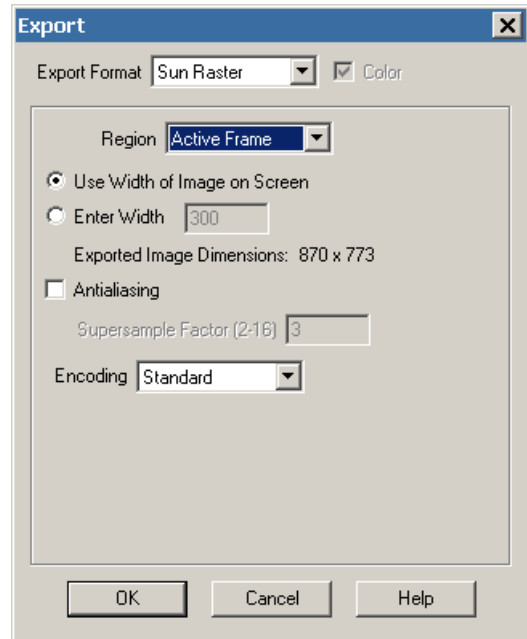 Export
Export Format Sun Raster Color
Region Active Frame
Use Width of Image on Screen
Enter Width 300
Exported Image Dimensions: 870 x 773
Antialiasing
Supersample Factor (2-16) 3
Encoding Standard
OK Cancel Help